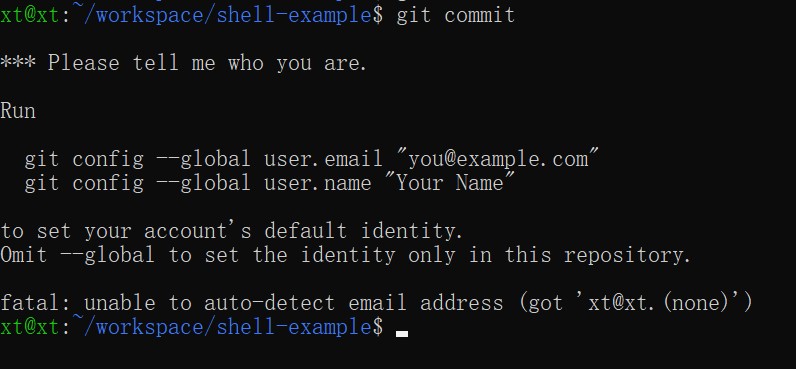 xt@xt:~/workspace/shell-example$ git commit
*** Please tell me who you are.
Run
git config --global user.email "you@example.com"
git config --global user.name "Your Name"
to set your account's default identity.
Omit --global to set the identity only in this repository.
fatal: unable to auto-detect email address (got 'xt@xt.(none)')
xt@xt:~/workspace/shell-example$